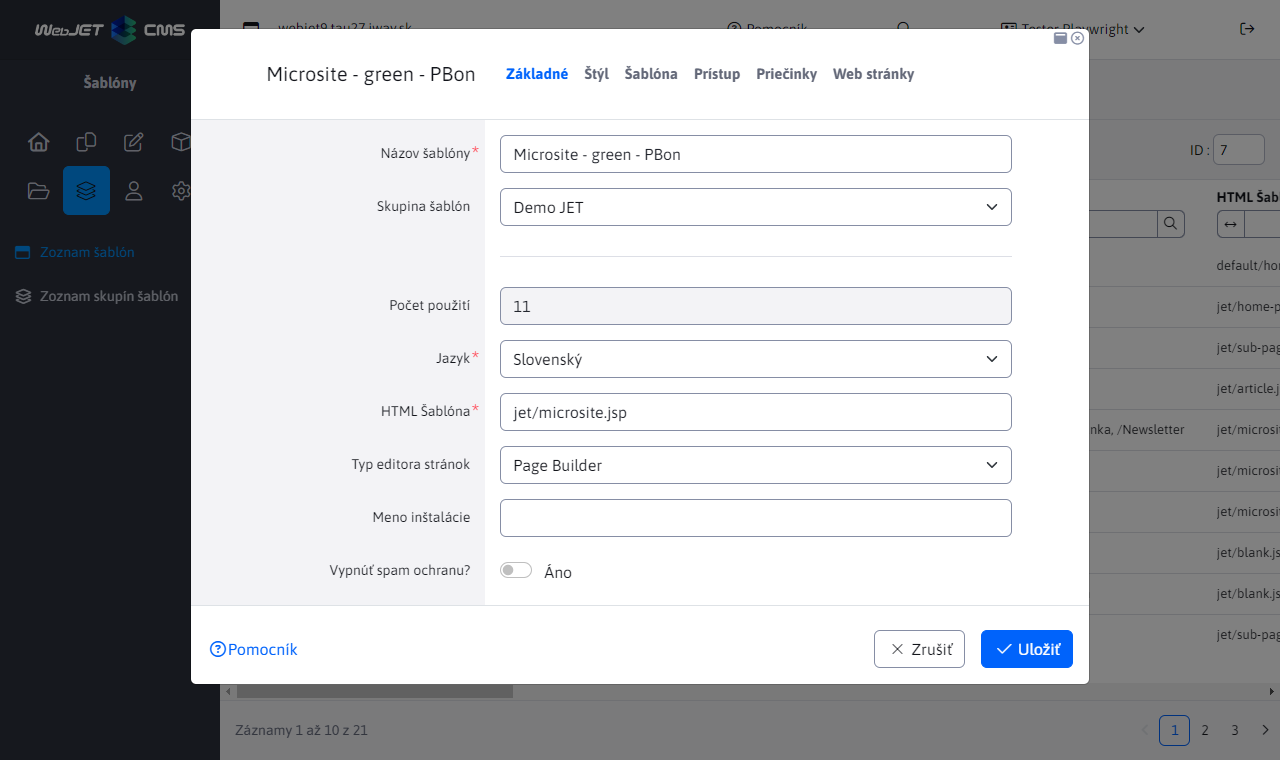 WebJET CMS
webjet9.tau27.iway.sk
Pomocník
Tester Playwright
Šablóny
Zoznam šablón
Zoznam skupín šablón
Microsite - green - PBon
Základné
Štýl
Šablóna
Prístup
Priečinky
Web stránky
Názov šablóny*
Microsite - green - PBon
Skupina šablón
Demo JET
Počet použití
11
Jazyk*
Slovenský
HTML Šablóna*
jet/microsite.jsp
Typ editora stránok
Page Builder
Meno inštalácie
Vypnúť spam ochranu?
Áno
Pomocník
Zrušiť
Uložiť
ID :
7
HTML Šab
default/ho
jet/home-p
jet/sub-pag
jet/article.j
nka, /Newsletter
jet/microsit
jet/microsit
jet/microsit
jet/blank.js
jet/blank.js
jet/sub-pag
Záznamy 1 až 10 z 21
1
2
3